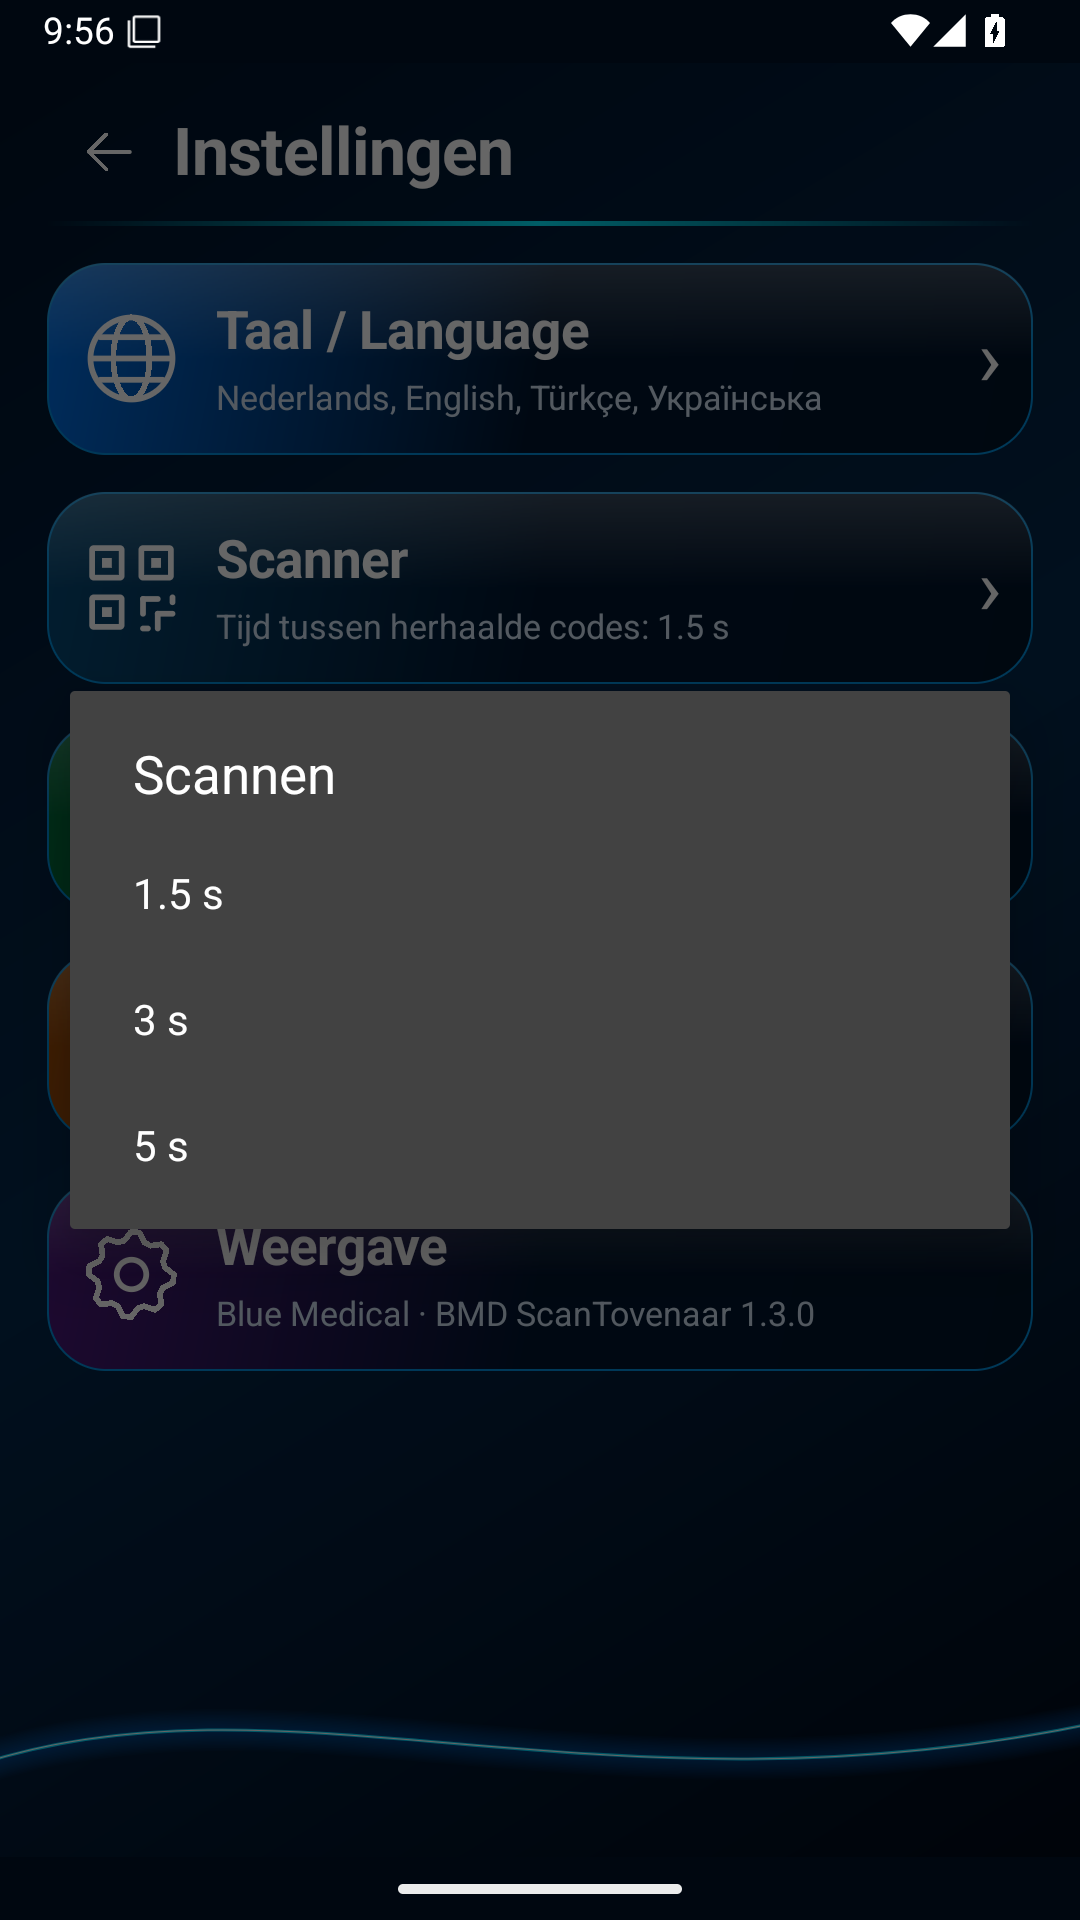 9:56
Instellingen
Taal / Language
Nederlands, English, Türkçe, Українська
Scanner
Tijd tussen herhaalde codes: 1.5 s
Scannen
1.5 s
3 s
5 s
Weergave
Blue Medical · BMD ScanTovenaar 1.3.0